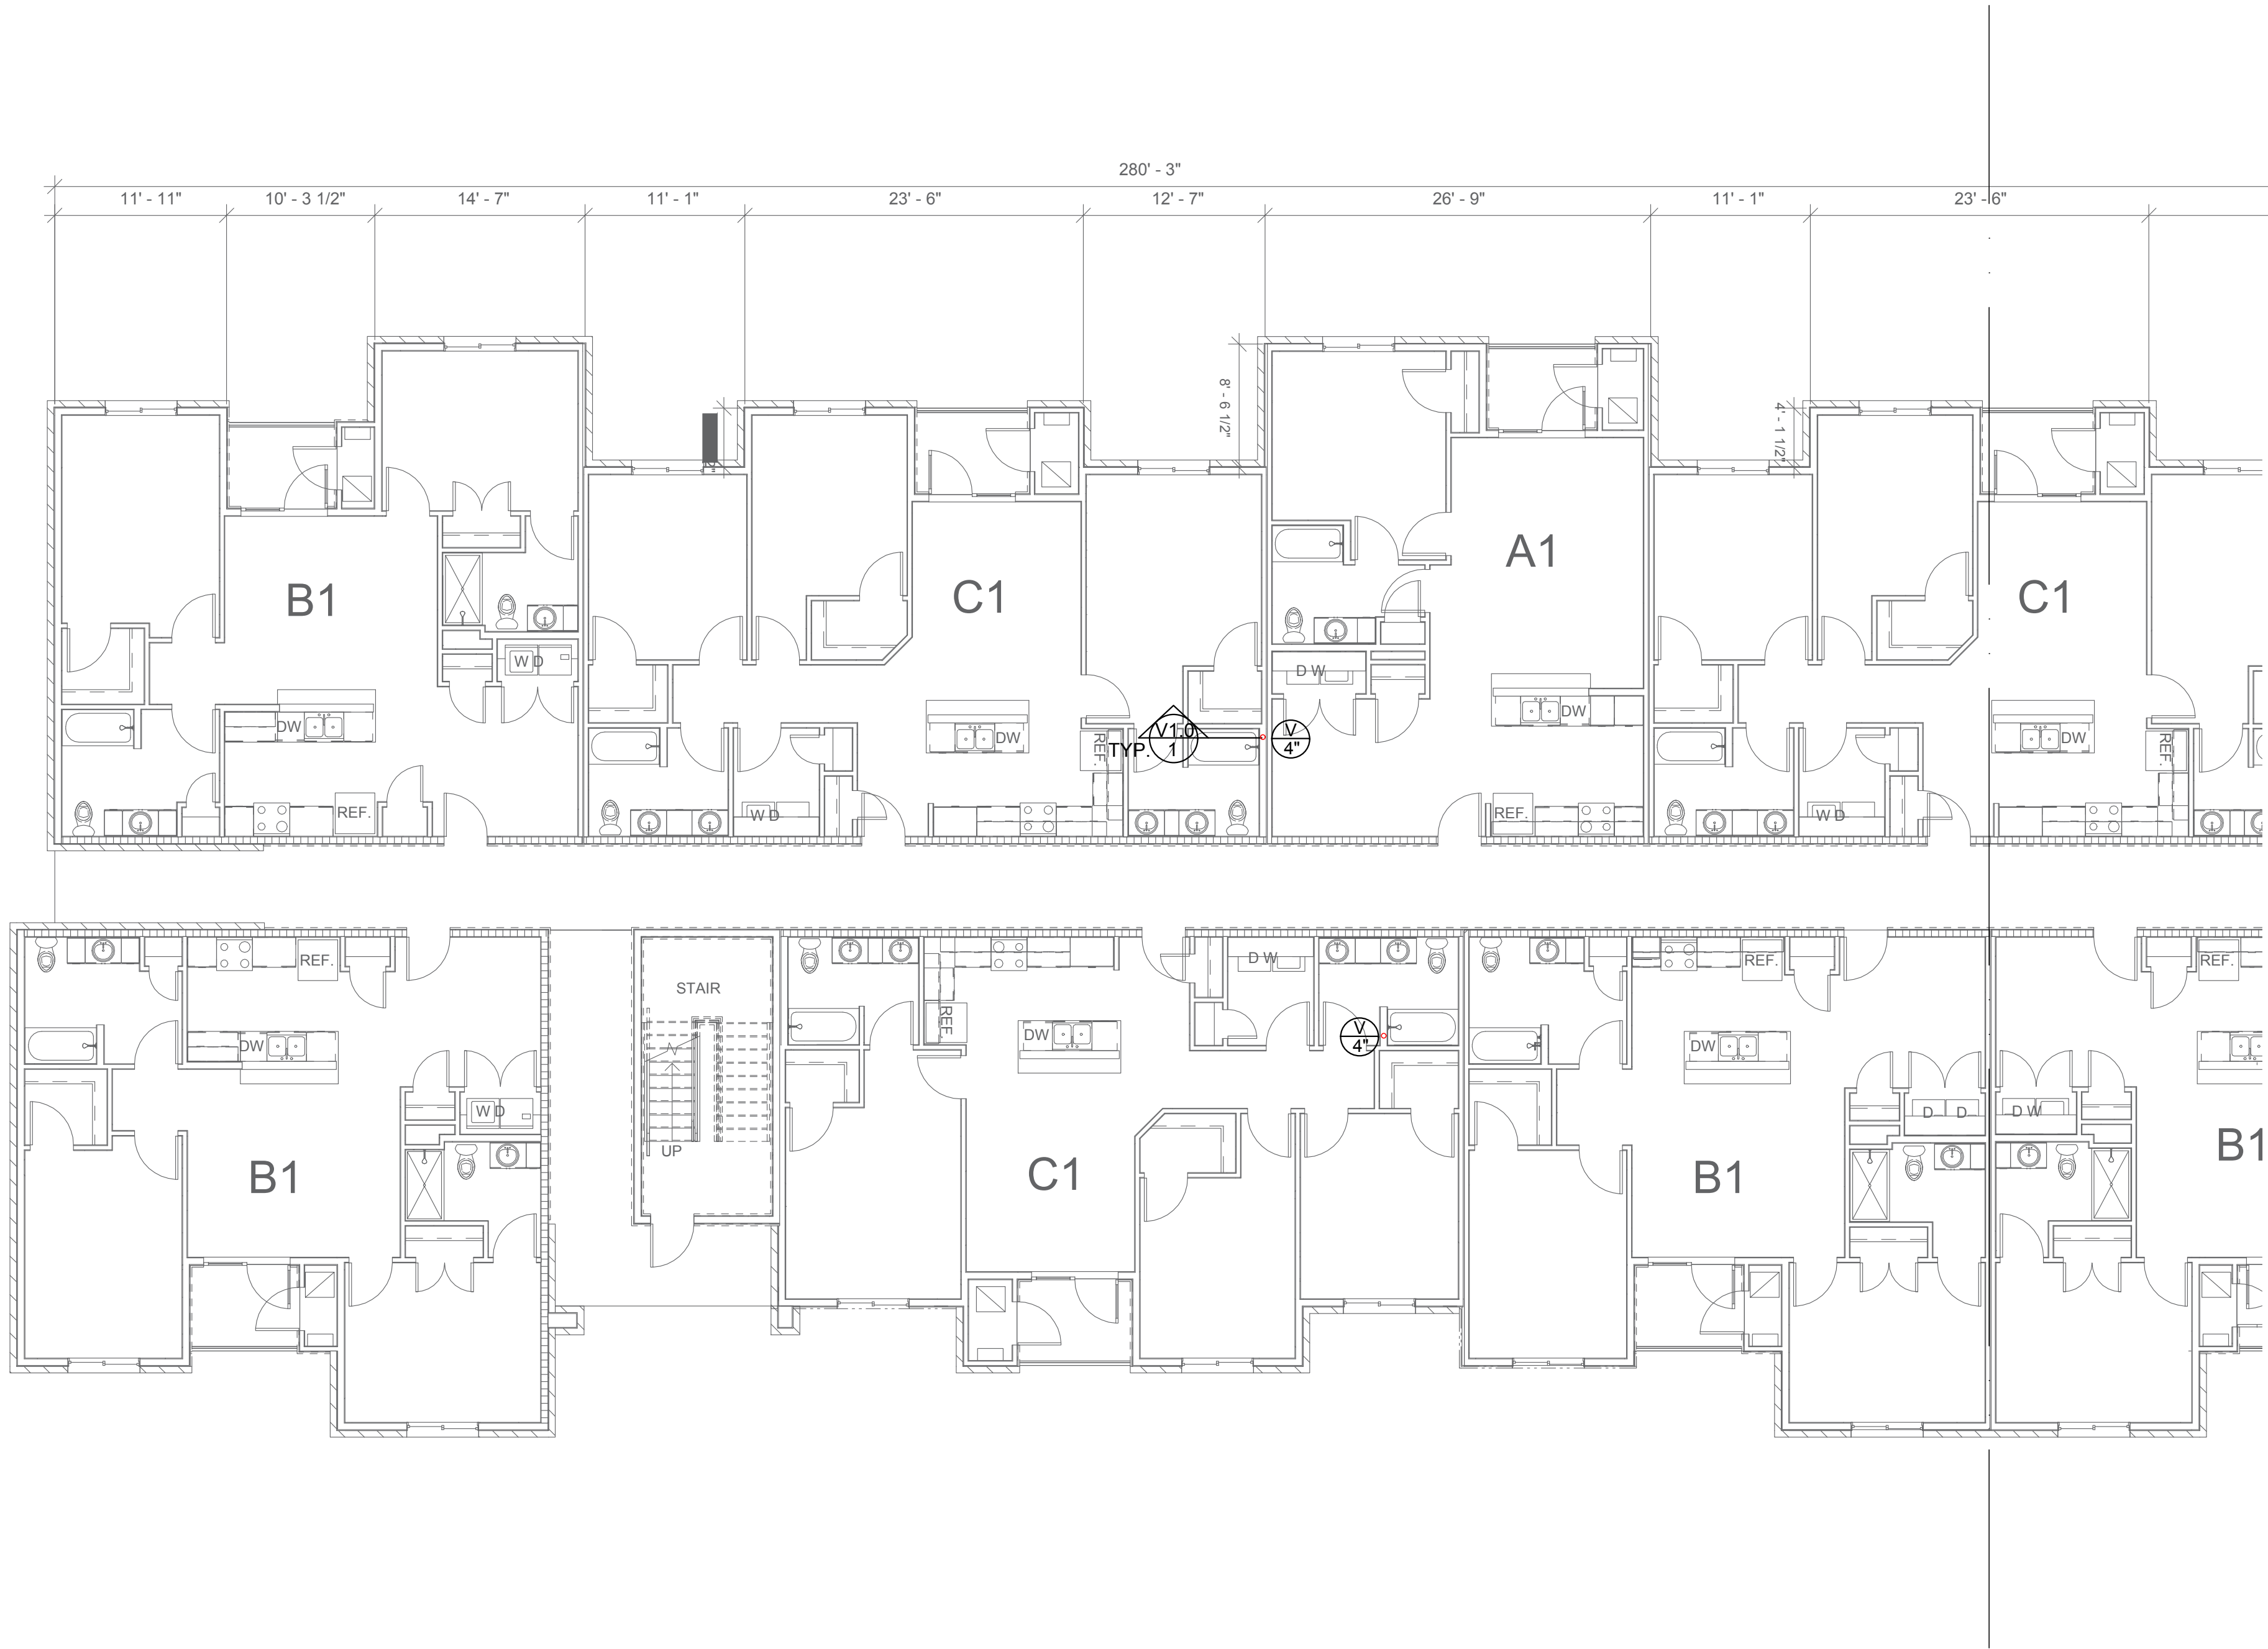 280' - 3"
11' - 11" 10' - 3 1/2" 14' - 7" 11' - 1" 23' - 6" 12' - 7" 26' - 9" 11' - 1" 23' - 6"
8' - 6 1/2"
4' - 1 1/2"
A1
B1 C1 C1
W D
D W
DW DW DW DW
REF. V1.0 V REF.
TYP. 1 4"
REF. W D REF. W D
REF. D W REF. REF.
STAIR
REF.
DW DW V DW
4"
W D D D D W
UP
B1 C1 B1 B1